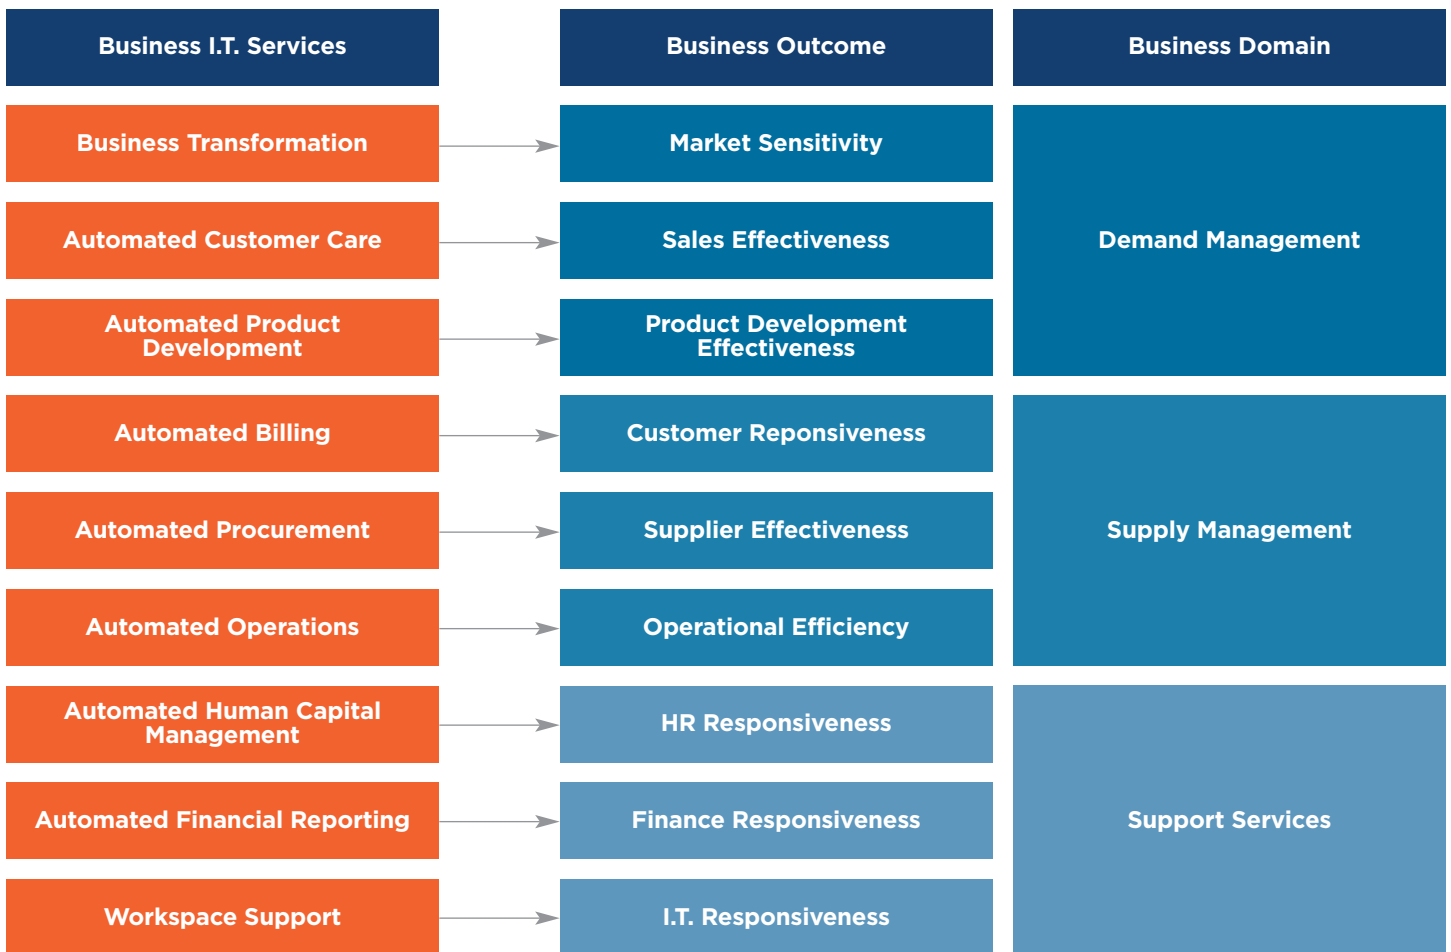 Business I.T. Services
Business Outcome
Business Domain
Business Transformation
Market Sensitivity
Automated Customer Care
Sales Effectiveness
Demand Management
Automated Product
Development
Product Development
Effectiveness
Automated Billing
Customer Reponsiveness
Automated Procurement
Supplier Effectiveness
Supply Management
Automated Operations
Operational Efficiency
Automated Human Capital
Management
HR Responsiveness
Automated Financial Reporting
Finance Responsiveness
Support Services
Workspace Support
I.T. Responsiveness